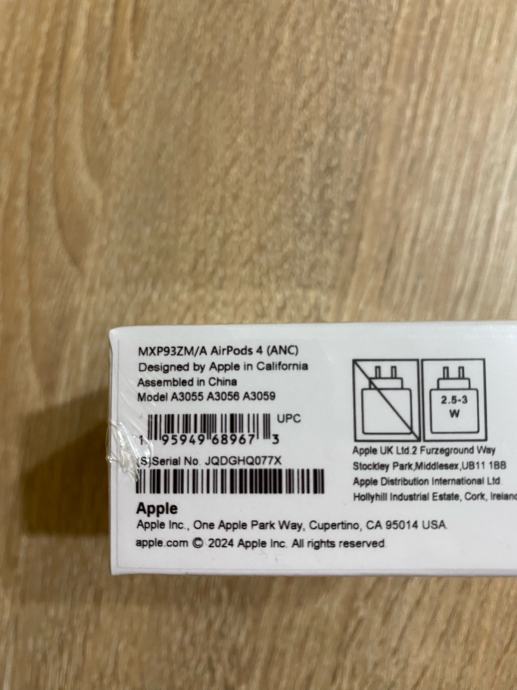 MXP93ZM/A AirPods 4 (ANC)
Designed by Apple in California
Assembled in China
Model A3055 A3056 A3059
UPC
1 95949 68967 3
(S)Serial No. JQDGHQ077X
Apple
Apple Inc., One Apple Park Way, Cupertino, CA 95014 USA.
apple.com © 2024 Apple Inc. All rights reserved.
2.5-3
W
Apple UK Ltd.2 Furzeground Way
Stockley Park,Middlesex,UB11 1BB
Apple Distribution International Ltd.
Hollyhill Industrial Estate, Cork, Ireland